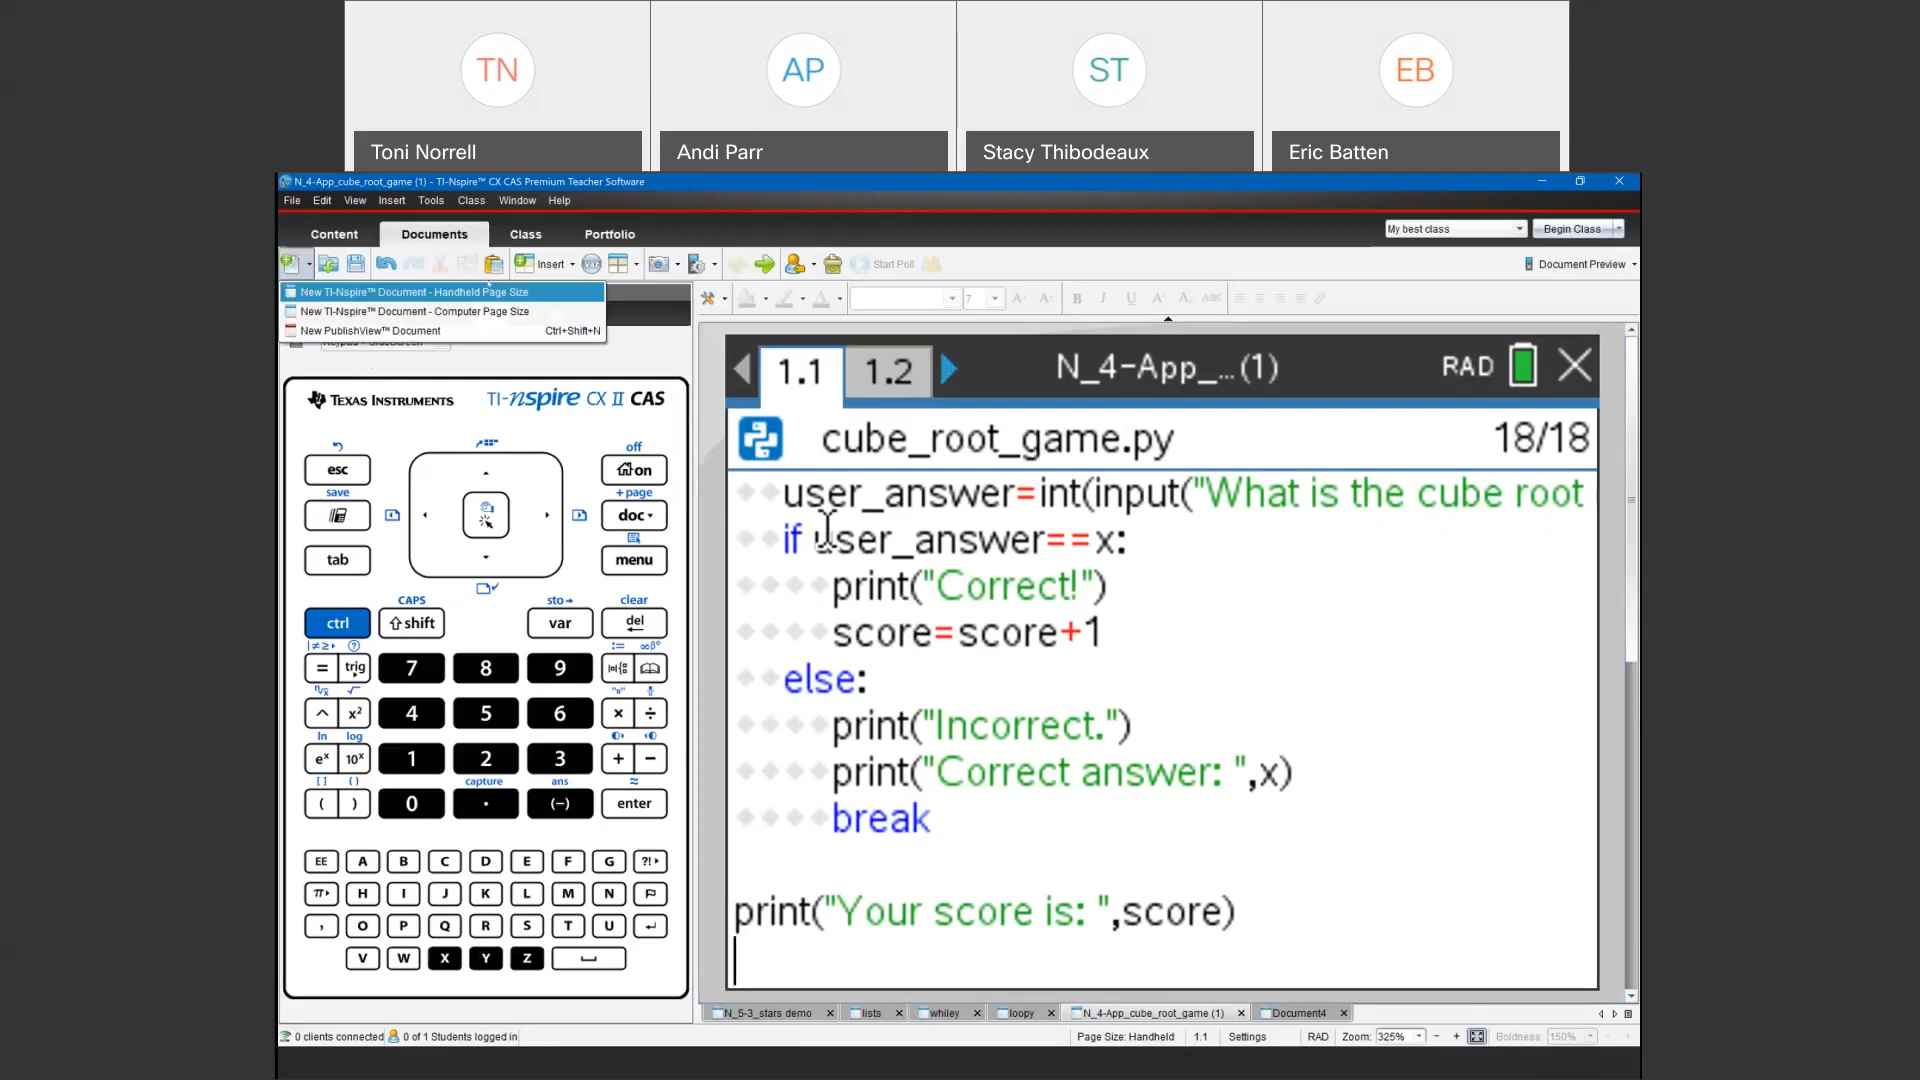 TN
AP
ST
EB
Toni Norrell
Andi Parr
Stacy Thibodeaux
Eric Batten
N_4-App_cube_root_game (1) - TI-Nspire™ CX CAS Premium Teacher Software
File Edit View Insert Tools Class Window Help
Content Documents Class Portfolio
My best class Begin Class
Insert Start Poll Document Preview
New TI-Nspire™ Document - Handheld Page Size
New TI-Nspire™ Document - Computer Page Size
New PublishView™ Document Ctrl+Shift+N
7
B I U A A ABC
TEXAS INSTRUMENTS TI-nspire CX II CAS
off
esc on
save + page
doc
tab menu
CAPS sto→ clear
ctrl shift var del
= trig 7 8 9
^ x² 4 5 6 × ÷
ln log
eˣ 10ˣ 1 2 3 + −
[ ] { } capture ans ≈
( ) 0 . (−) enter
EE A B C D E F G ?!▸
π▸ H I J K L M N
, O P Q R S T U
V W X Y Z
1.1 1.2 N_4-App_...(1) RAD
cube_root_game.py 18/18
user_answer=int(input("What is the cube root
if user_answer==x:
print("Correct!")
score=score+1
else:
print("Incorrect.")
print("Correct answer: ",x)
break
print("Your score is: ",score)
N_5-3_stars demo lists whiley loopy N_4-App_cube_root_game (1) Document4
0 clients connected 0 of 1 Students logged in Page Size: Handheld 1.1 Settings RAD Zoom: 325% − + Boldness: 150% − +